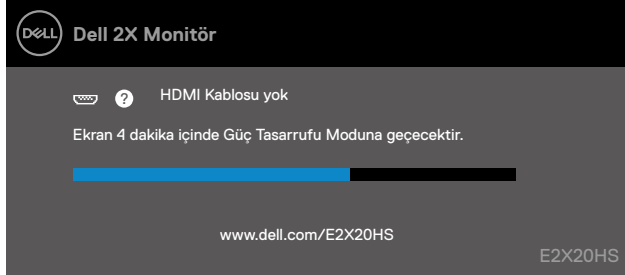 DELL Dell 2X Monitör
? HDMI Kablosu yok
Ekran 4 dakika içinde Güç Tasarrufu Moduna geçecektir.
www.dell.com/E2X20HS
E2X20HS